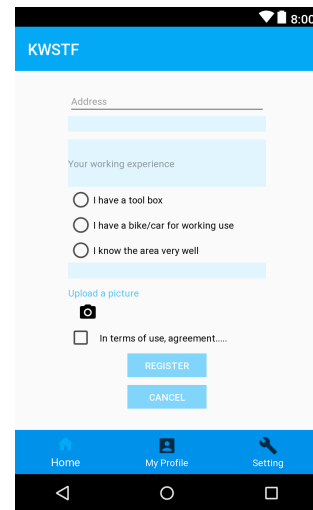 8:00
KWSTF
Address
Your working experience
I have a tool box
I have a bike/car for working use
I know the area very well
Upload a picture
In terms of use, agreement.....
REGISTER
CANCEL
Home
My Profile
Setting